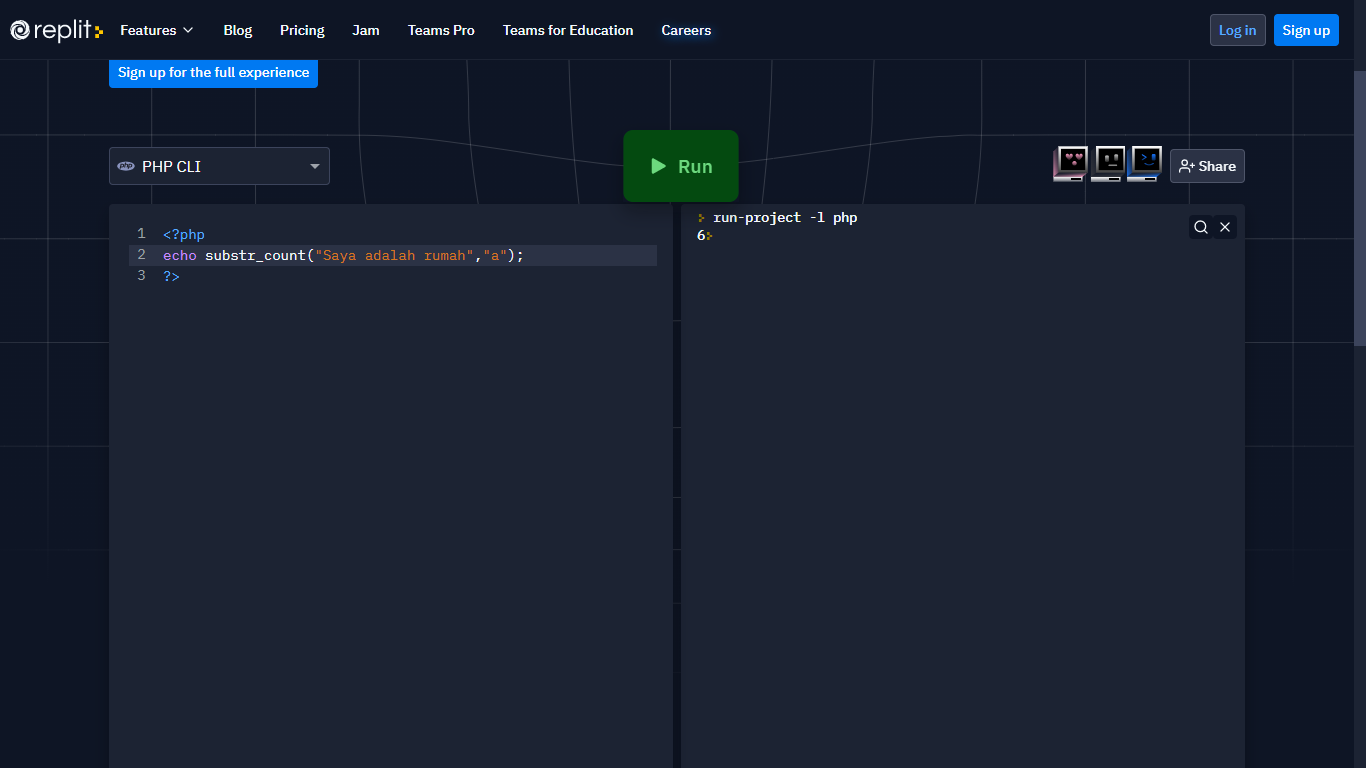 replit Features Blog Pricing Jam Teams Pro Teams for Education Careers Log in Sign up
Sign up for the full experience
php PHP CLI Run Share
1 <?php
2 echo substr_count("Saya adalah rumah","a");
3 ?>
run-project -l php
6